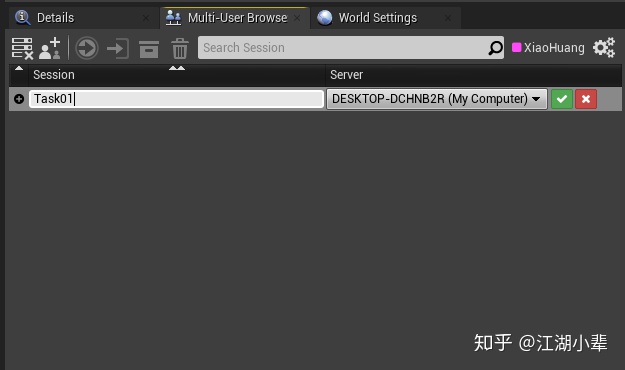 Details
Multi-User Browse
World Settings
Search Session
XiaoHuang
Session
Server
Task01
DESKTOP-DCHNB2R (My Computer)
知乎 @江湖小辈